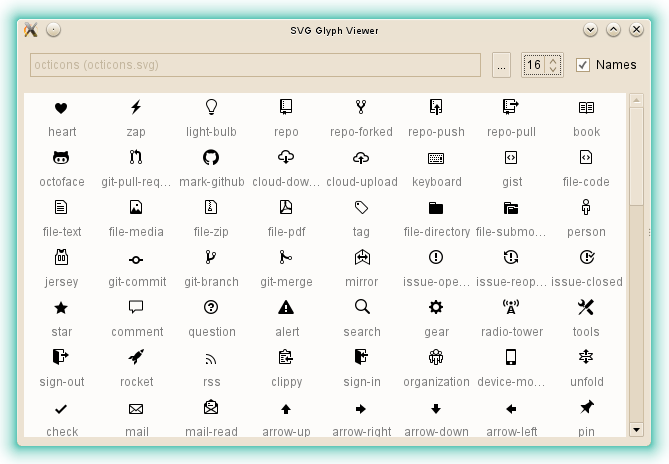 SVG Glyph Viewer
octicons (octicons.svg) ... 16 Names
heart zap light-bulb repo repo-forked repo-push repo-pull book
octoface git-pull-req... mark-github cloud-dow... cloud-upload keyboard gist file-code
file-text file-media file-zip file-pdf tag file-directory file-submo... person
jersey git-commit git-branch git-merge mirror issue-ope... issue-reop... issue-closed
star comment question alert search gear radio-tower tools
sign-out rocket rss clippy sign-in organization device-mo... unfold
check mail mail-read arrow-up arrow-right arrow-down arrow-left pin